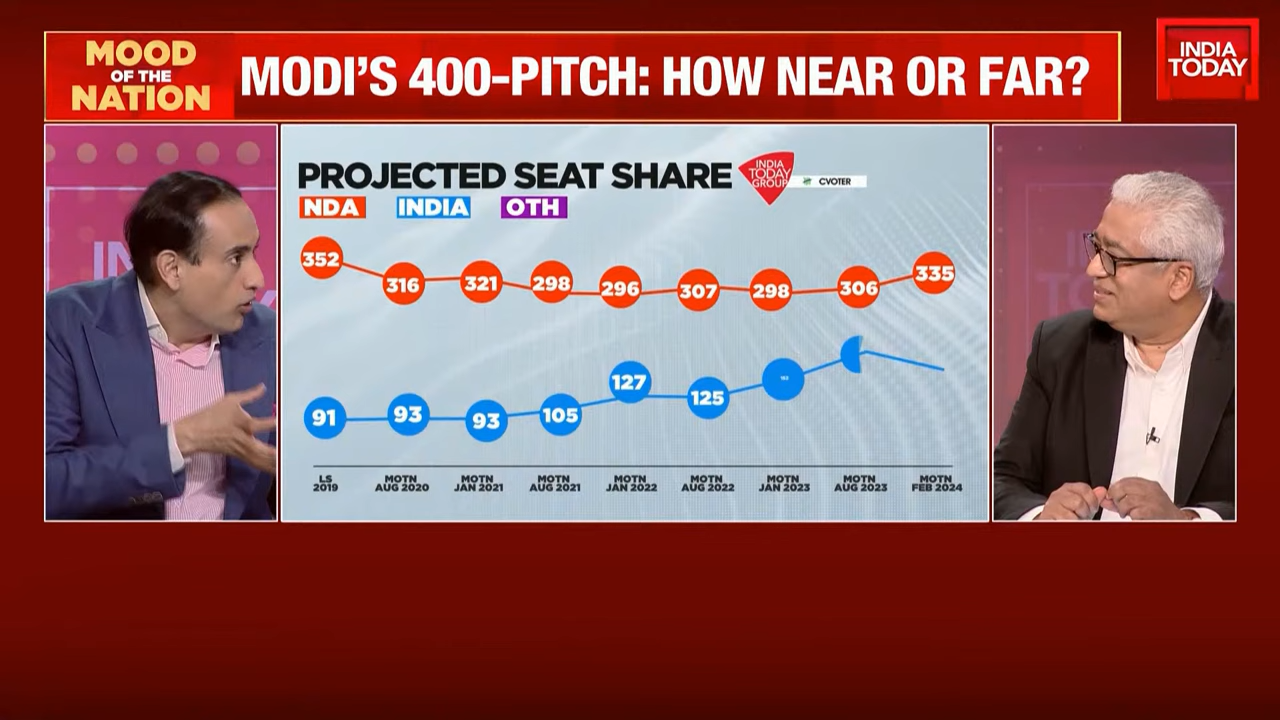 MOOD
OF THE
NATION
MODI'S 400-PITCH: HOW NEAR OR FAR?
INDIA
TODAY
PROJECTED SEAT SHARE
INDIA
TODAY
GROUP
CVOTER
NDA
INDIA
OTH
352
316
321
298
296
307
298
306
335
91
93
93
105
127
125
LS
2019
MOTN
AUG 2020
MOTN
JAN 2021
MOTN
AUG 2021
MOTN
JAN 2022
MOTN
AUG 2022
MOTN
JAN 2023
MOTN
AUG 2023
MOTN
FEB 2024
IN